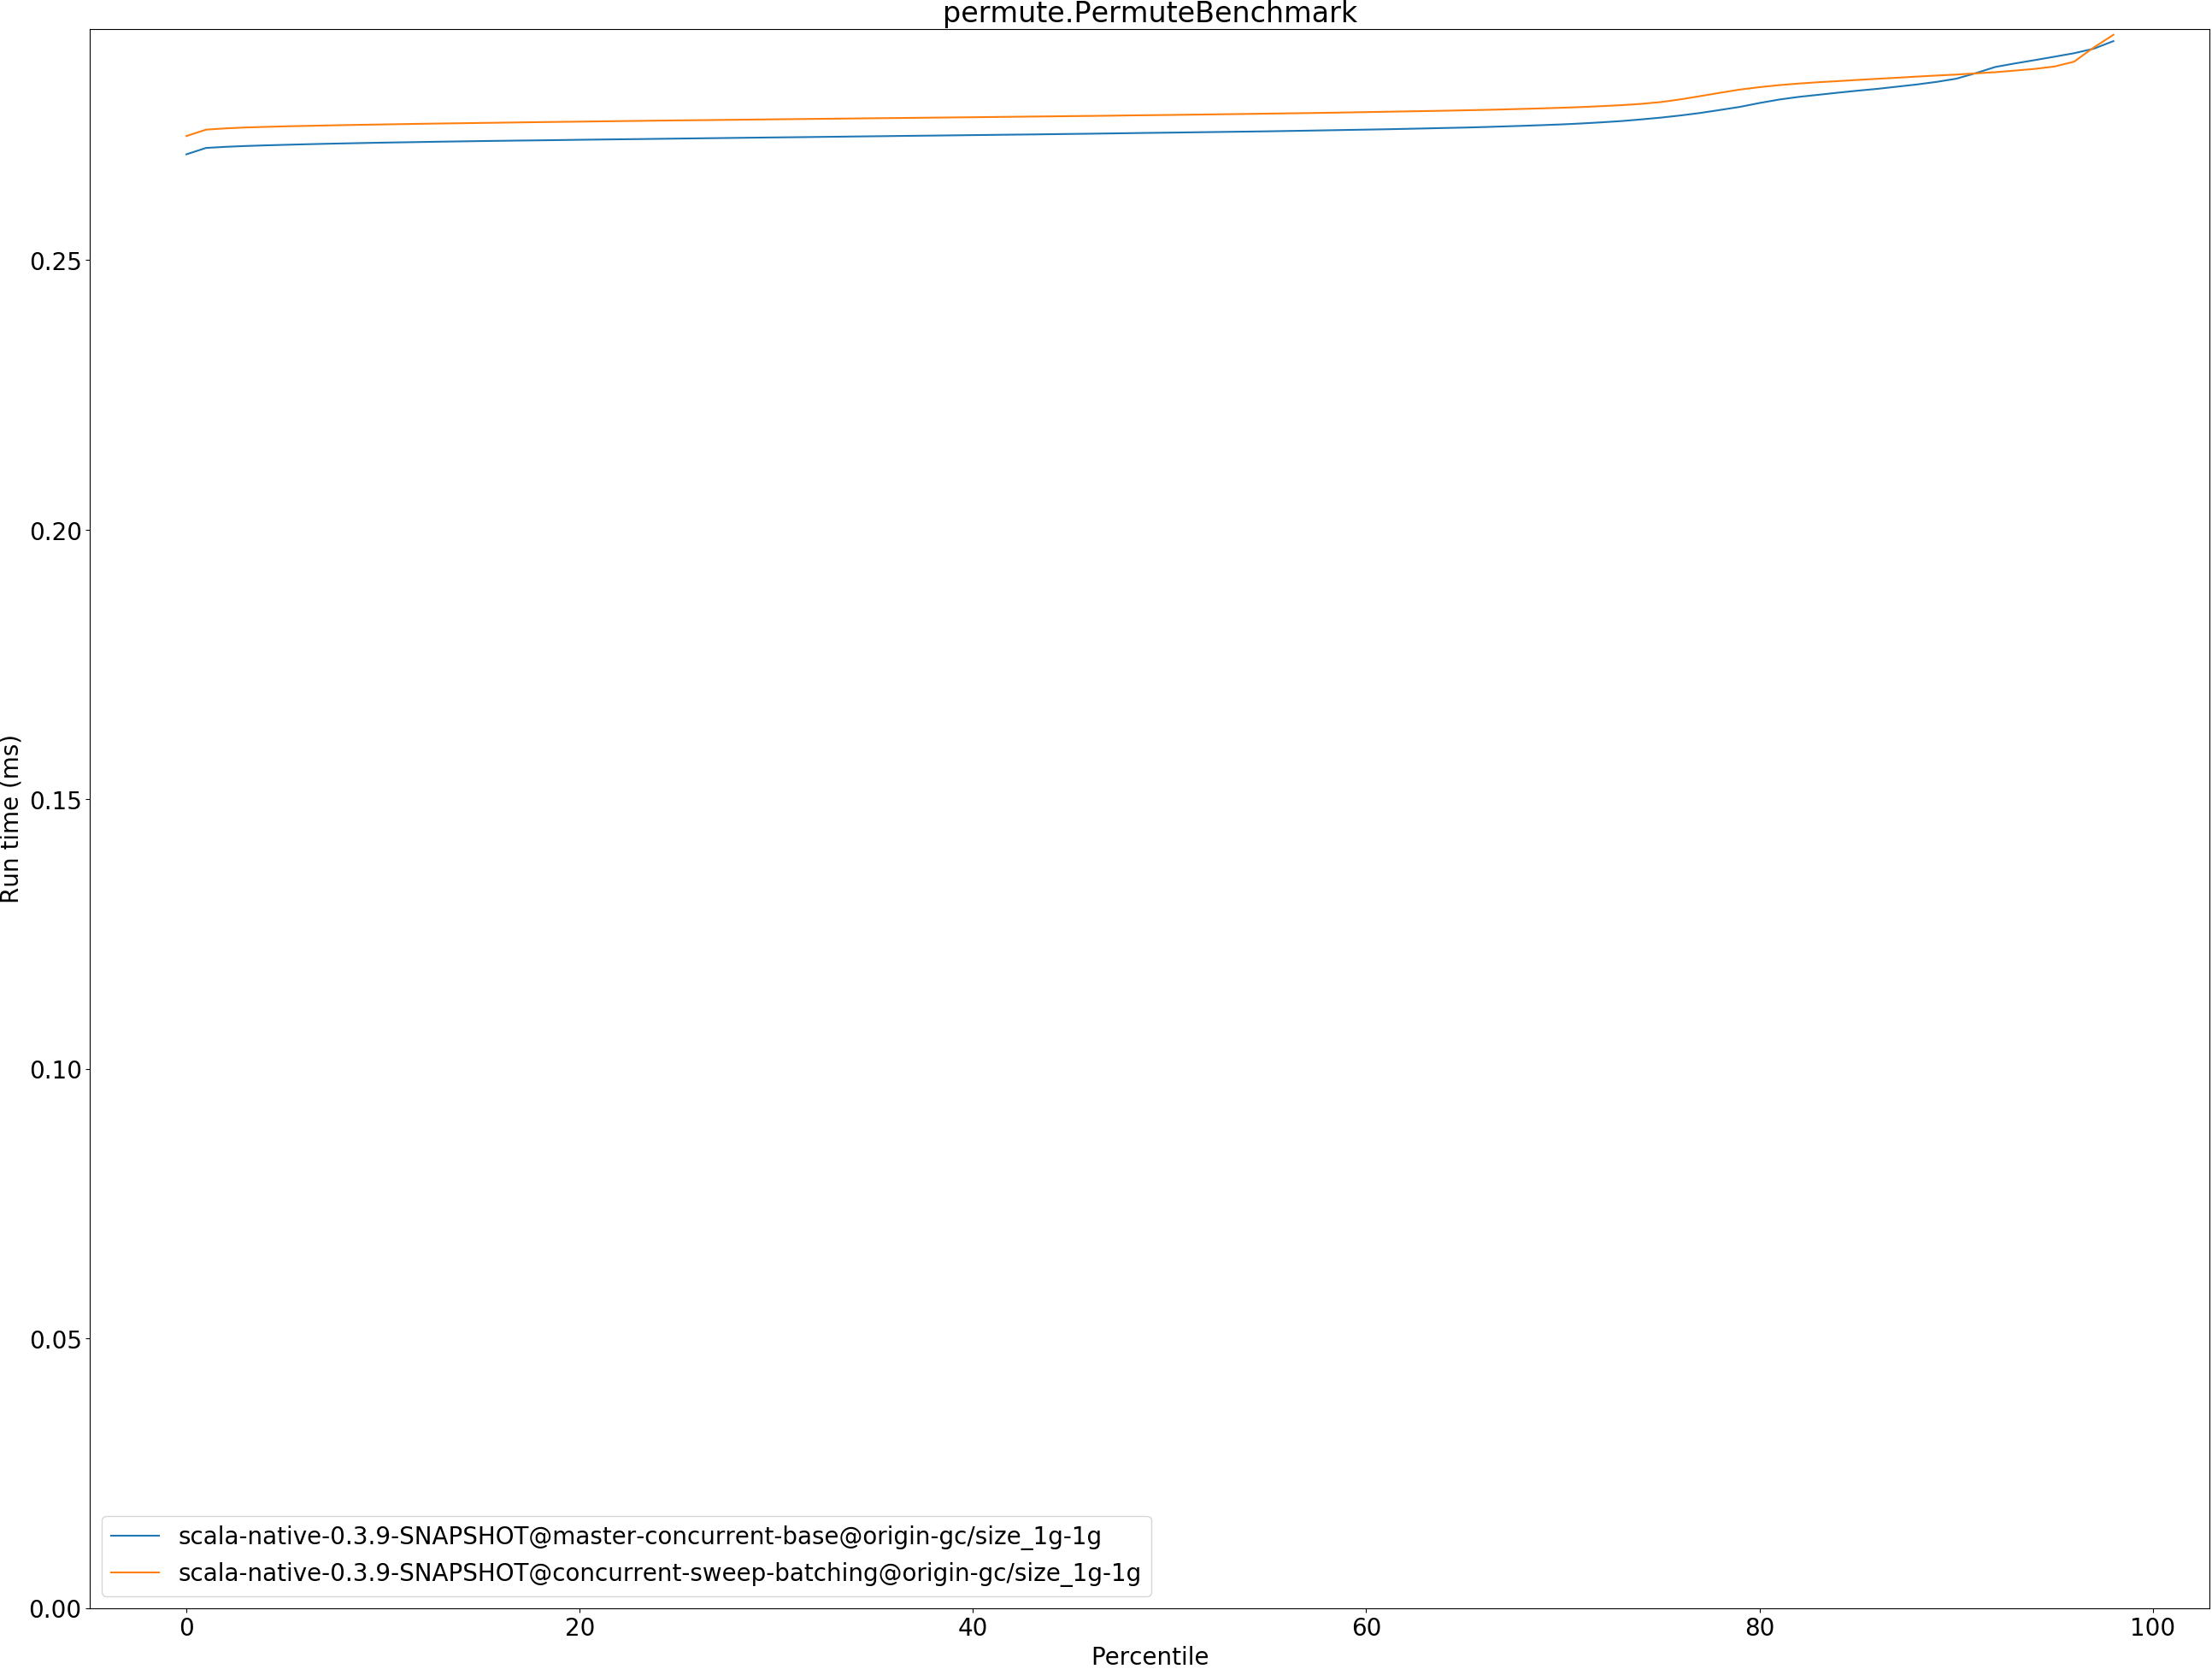 permute.PermuteBenchmark
Run time (ms)
0.25
0.20
0.15
0.10
0.05
0.00
scala-native-0.3.9-SNAPSHOT@master-concurrent-base@origin-gc/size_1g-1g
scala-native-0.3.9-SNAPSHOT@concurrent-sweep-batching@origin-gc/size_1g-1g
0 20 40 60 80 100
Percentile